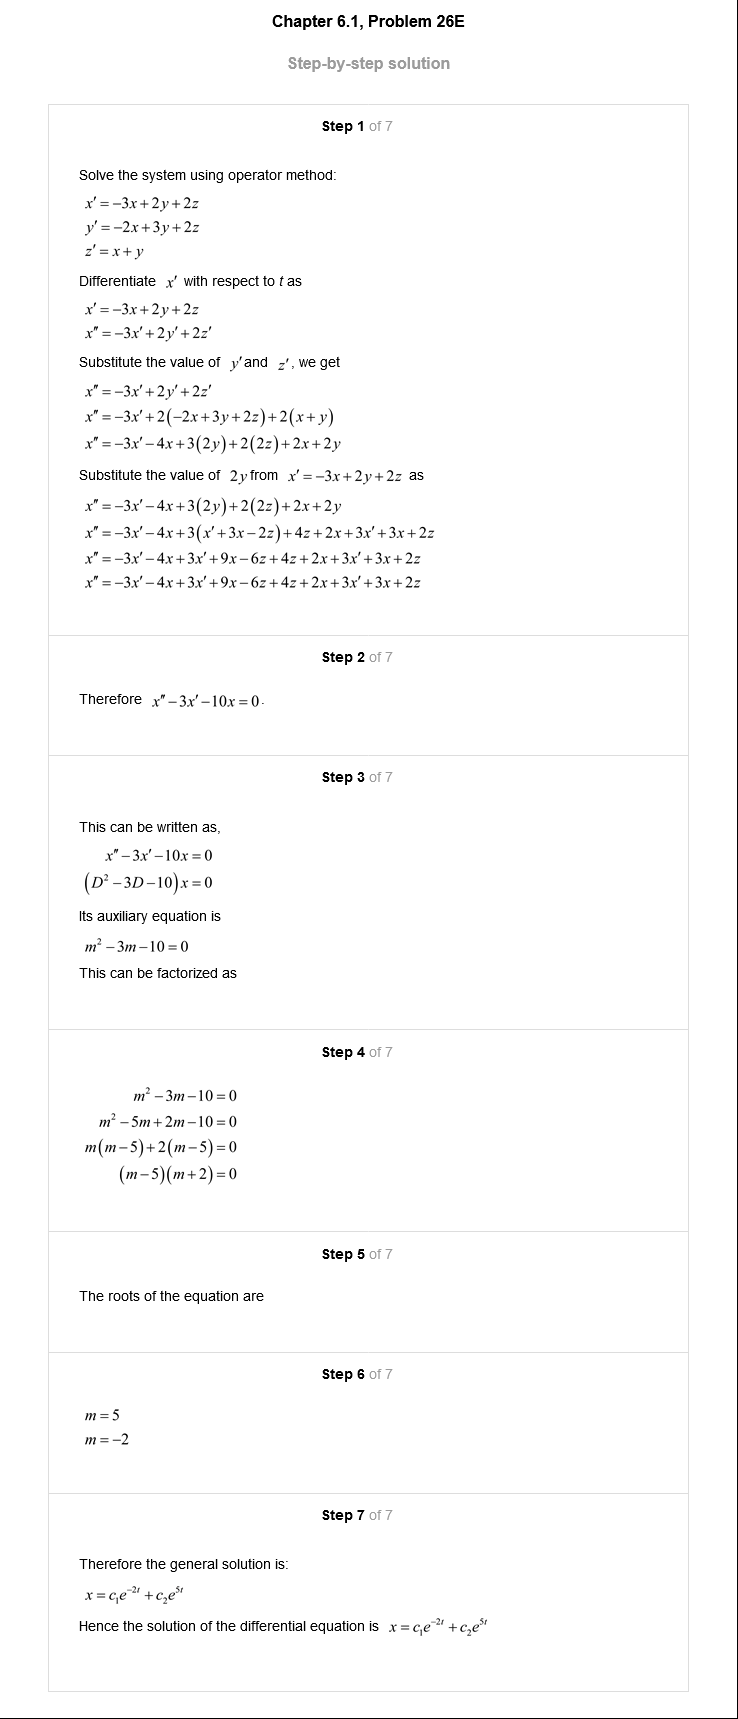 Chapter 6.1, Problem 26E
Step-by-step solution
Step 1 of 7
Solve the system using operator method:
x′ = −3x + 2y + 2z
y′ = −2x + 3y + 2z
z′ = x + y
Differentiate x′ with respect to t as
x′ = −3x + 2y + 2z
x″ = −3x′ + 2y′ + 2z′
Substitute the value of y′ and z′, we get
x″ = −3x′ + 2y′ + 2z′
x″ = −3x′ + 2(−2x + 3y + 2z) + 2(x + y)
x″ = −3x′ − 4x + 3(2y) + 2(2z) + 2x + 2y
Substitute the value of 2y from x′ = −3x + 2y + 2z as
x″ = −3x′ − 4x + 3(2y) + 2(2z) + 2x + 2y
x″ = −3x′ − 4x + 3(x′ + 3x − 2z) + 4z + 2x + 3x′ + 3x + 2z
x″ = −3x′ − 4x + 3x′ + 9x − 6z + 4z + 2x + 3x′ + 3x + 2z
x″ = −3x′ − 4x + 3x′ + 9x − 6z + 4z + 2x + 3x′ + 3x + 2z
Step 2 of 7
Therefore x″ − 3x′ − 10x = 0.
Step 3 of 7
This can be written as,
x″ − 3x′ − 10x = 0
(D² − 3D − 10)x = 0
Its auxiliary equation is
m² − 3m − 10 = 0
This can be factorized as
Step 4 of 7
m² − 3m − 10 = 0
m² − 5m + 2m − 10 = 0
m(m − 5) + 2(m − 5) = 0
(m − 5)(m + 2) = 0
Step 5 of 7
The roots of the equation are
Step 6 of 7
m = 5
m = −2
Step 7 of 7
Therefore the general solution is:
x = c₁e⁻²ᵗ + c₂e⁵ᵗ
Hence the solution of the differential equation is x = c₁e⁻²ᵗ + c₂e⁵ᵗ